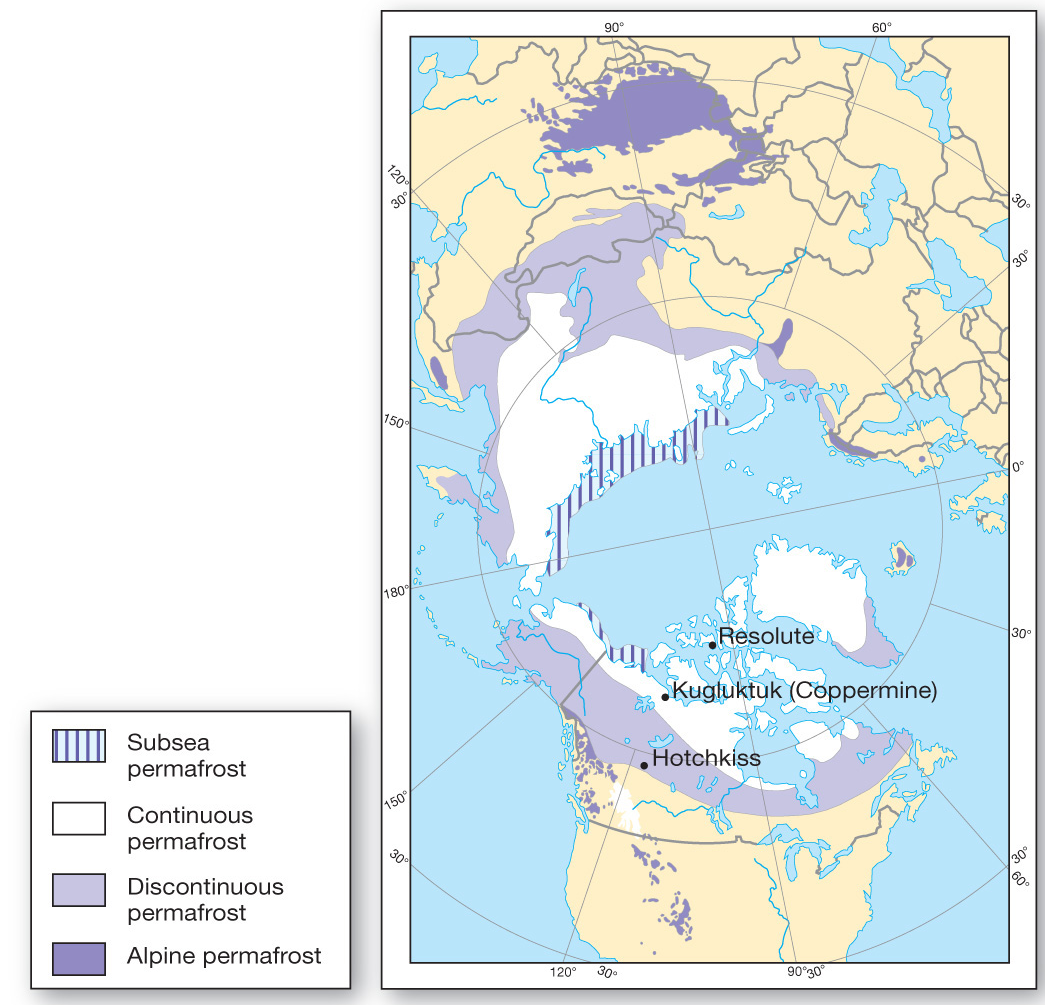 90°
60°
120°
30°
30°
30°
150°
0°
180°
30°
Resolute
Kugluktuk (Coppermine)
Hotchkiss
150°
30°
30°
60°
120°
30°
90°
30°
Subsea
permafrost
Continuous
permafrost
Discontinuous
permafrost
Alpine permafrost